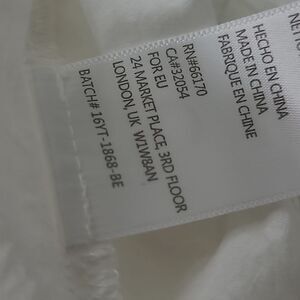 HECHO EN CHINA
MADE IN CHINA
FABRIQUE EN CHINE
RN#66170
CA#32054
FOR EU
24 MARKET PLACE, 3RD FLOOR
LONDON, UK W1W8AN
BATCH# 16YT-1868-BE